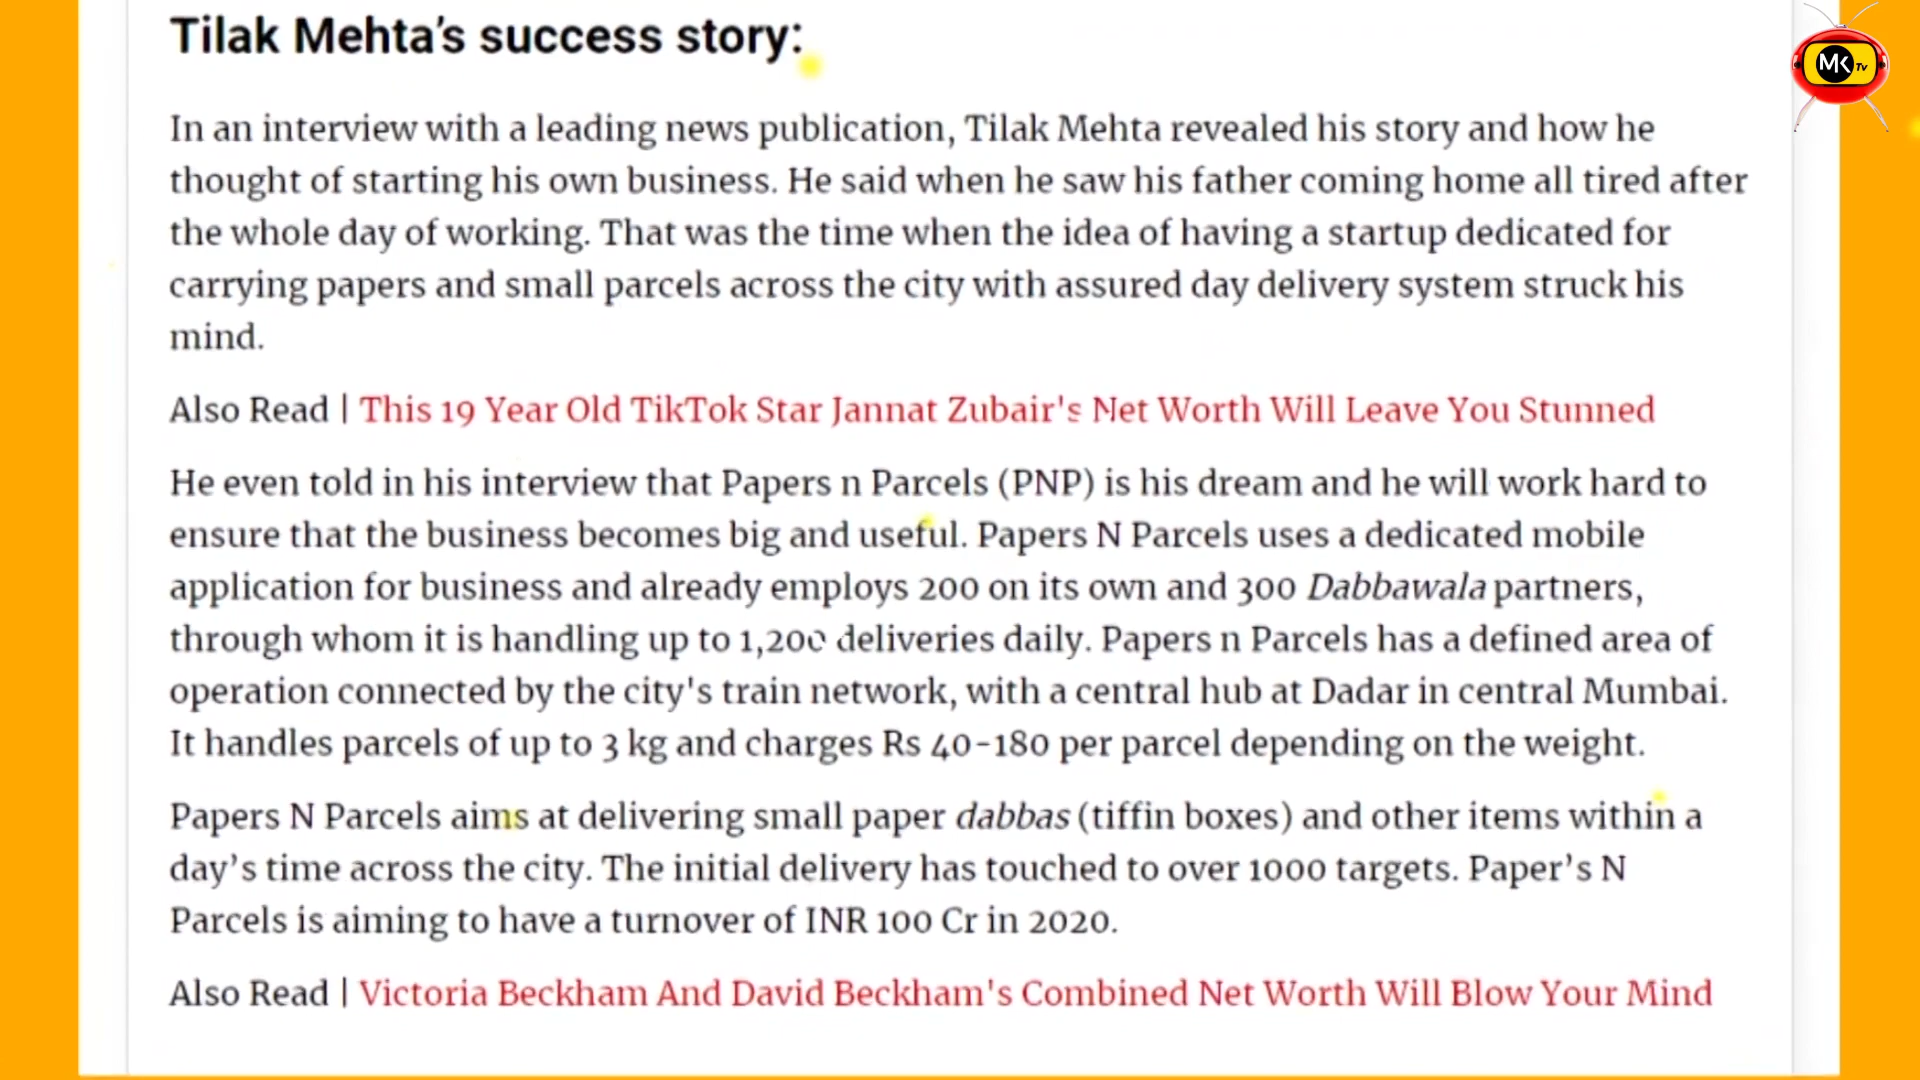 Tilak Mehta's success story:
MK Tv
In an interview with a leading news publication, Tilak Mehta revealed his story and how he
thought of starting his own business. He said when he saw his father coming home all tired after
the whole day of working. That was the time when the idea of having a startup dedicated for
carrying papers and small parcels across the city with assured day delivery system struck his
mind.
Also Read | This 19 Year Old TikTok Star Jannat Zubair's Net Worth Will Leave You Stunned
He even told in his interview that Papers n Parcels (PNP) is his dream and he will work hard to
ensure that the business becomes big and useful. Papers N Parcels uses a dedicated mobile
application for business and already employs 200 on its own and 300 Dabbawala partners,
through whom it is handling up to 1,200 deliveries daily. Papers n Parcels has a defined area of
operation connected by the city's train network, with a central hub at Dadar in central Mumbai.
It handles parcels of up to 3 kg and charges Rs 40-180 per parcel depending on the weight.
Papers N Parcels aims at delivering small paper dabbas (tiffin boxes) and other items within a
day’s time across the city. The initial delivery has touched to over 1000 targets. Paper’s N
Parcels is aiming to have a turnover of INR 100 Cr in 2020.
Also Read | Victoria Beckham And David Beckham's Combined Net Worth Will Blow Your Mind